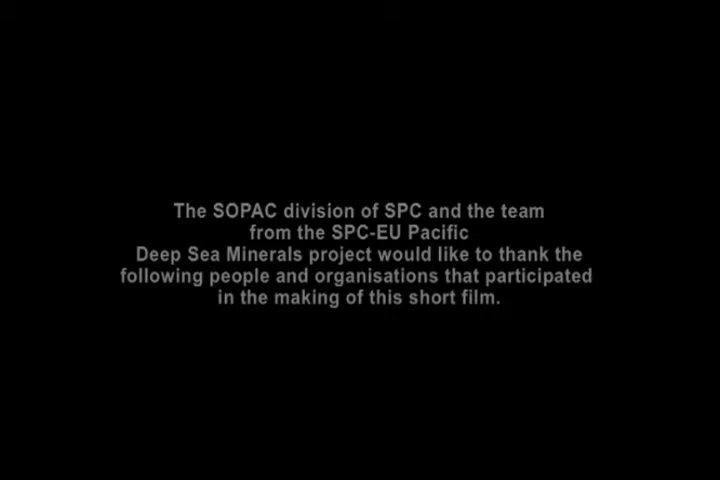 The SOPAC division of SPC and the team
from the SPC-EU Pacific
Deep Sea Minerals project would like to thank the
following people and organisations that participated
in the making of this short film.